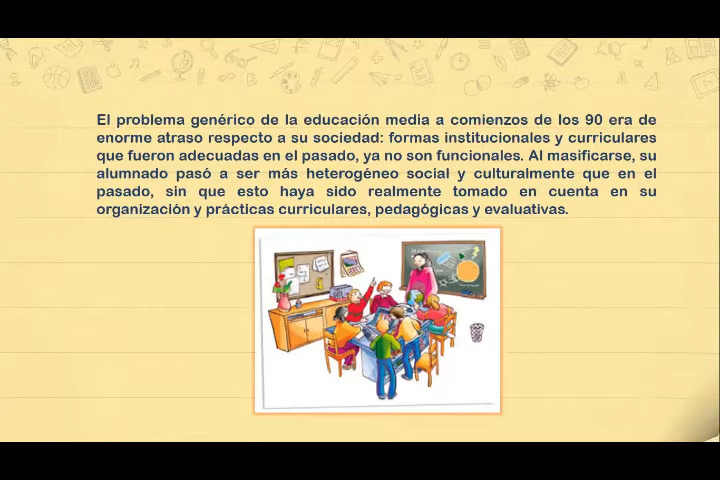 El problema genérico de la educación media a comienzos de los 90 era de
enorme atraso respecto a su sociedad: formas institucionales y curriculares
que fueron adecuadas en el pasado, ya no son funcionales. Al masificarse, su
alumnado pasó a ser más heterogéneo social y culturalmente que en el
pasado, sin que esto haya sido realmente tomado en cuenta en su
organización y prácticas curriculares, pedagógicas y evaluativas.